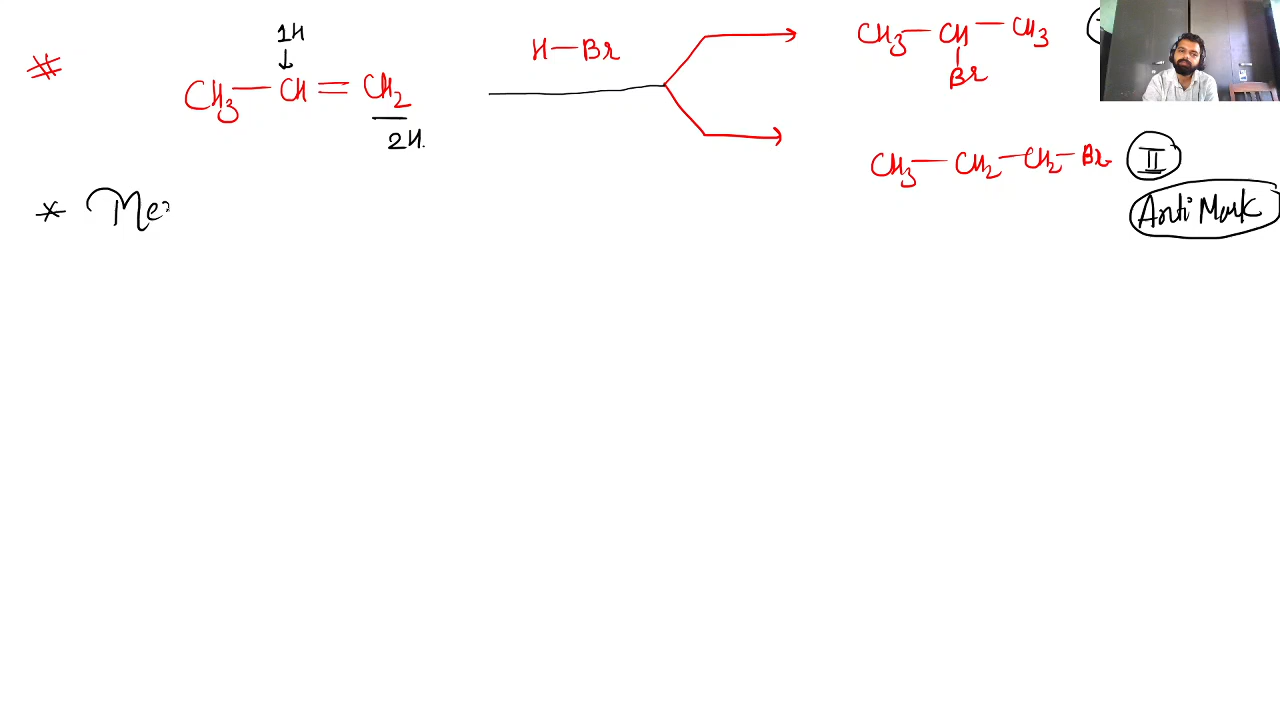 1H
CH3—CH=CH2
2H.
H—Br
CH3—CH—CH3
Br
CH3—CH2—CH2—Br
II
Anti Mark
* Me